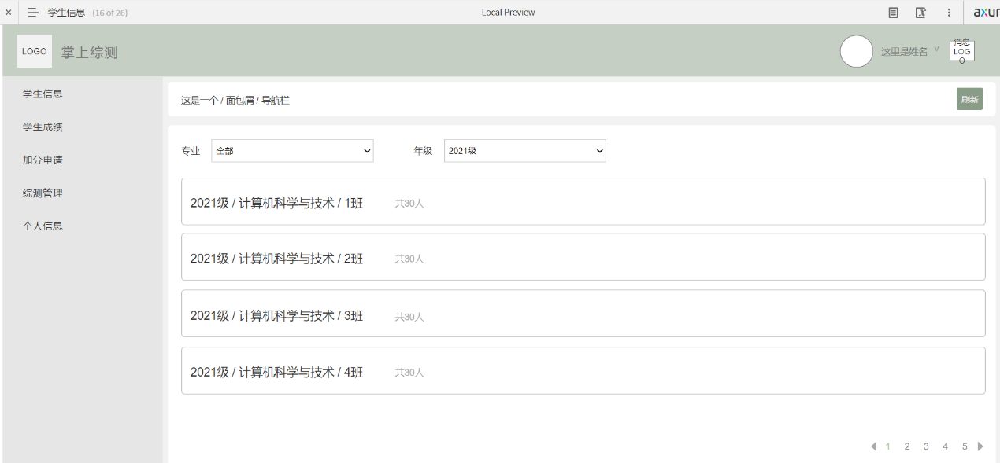 × 学生信息 (16 of 26) Local Preview axur
LOGO 掌上综测 这里是姓名 v 消息LOGO
学生信息
学生成绩
加分申请
综测管理
个人信息
这是一个 / 面包屑 / 导航栏 刷新
专业 全部 年级 2021级
2021级 / 计算机科学与技术 / 1班 共30人
2021级 / 计算机科学与技术 / 2班 共30人
2021级 / 计算机科学与技术 / 3班 共30人
2021级 / 计算机科学与技术 / 4班 共30人
1 2 3 4 5